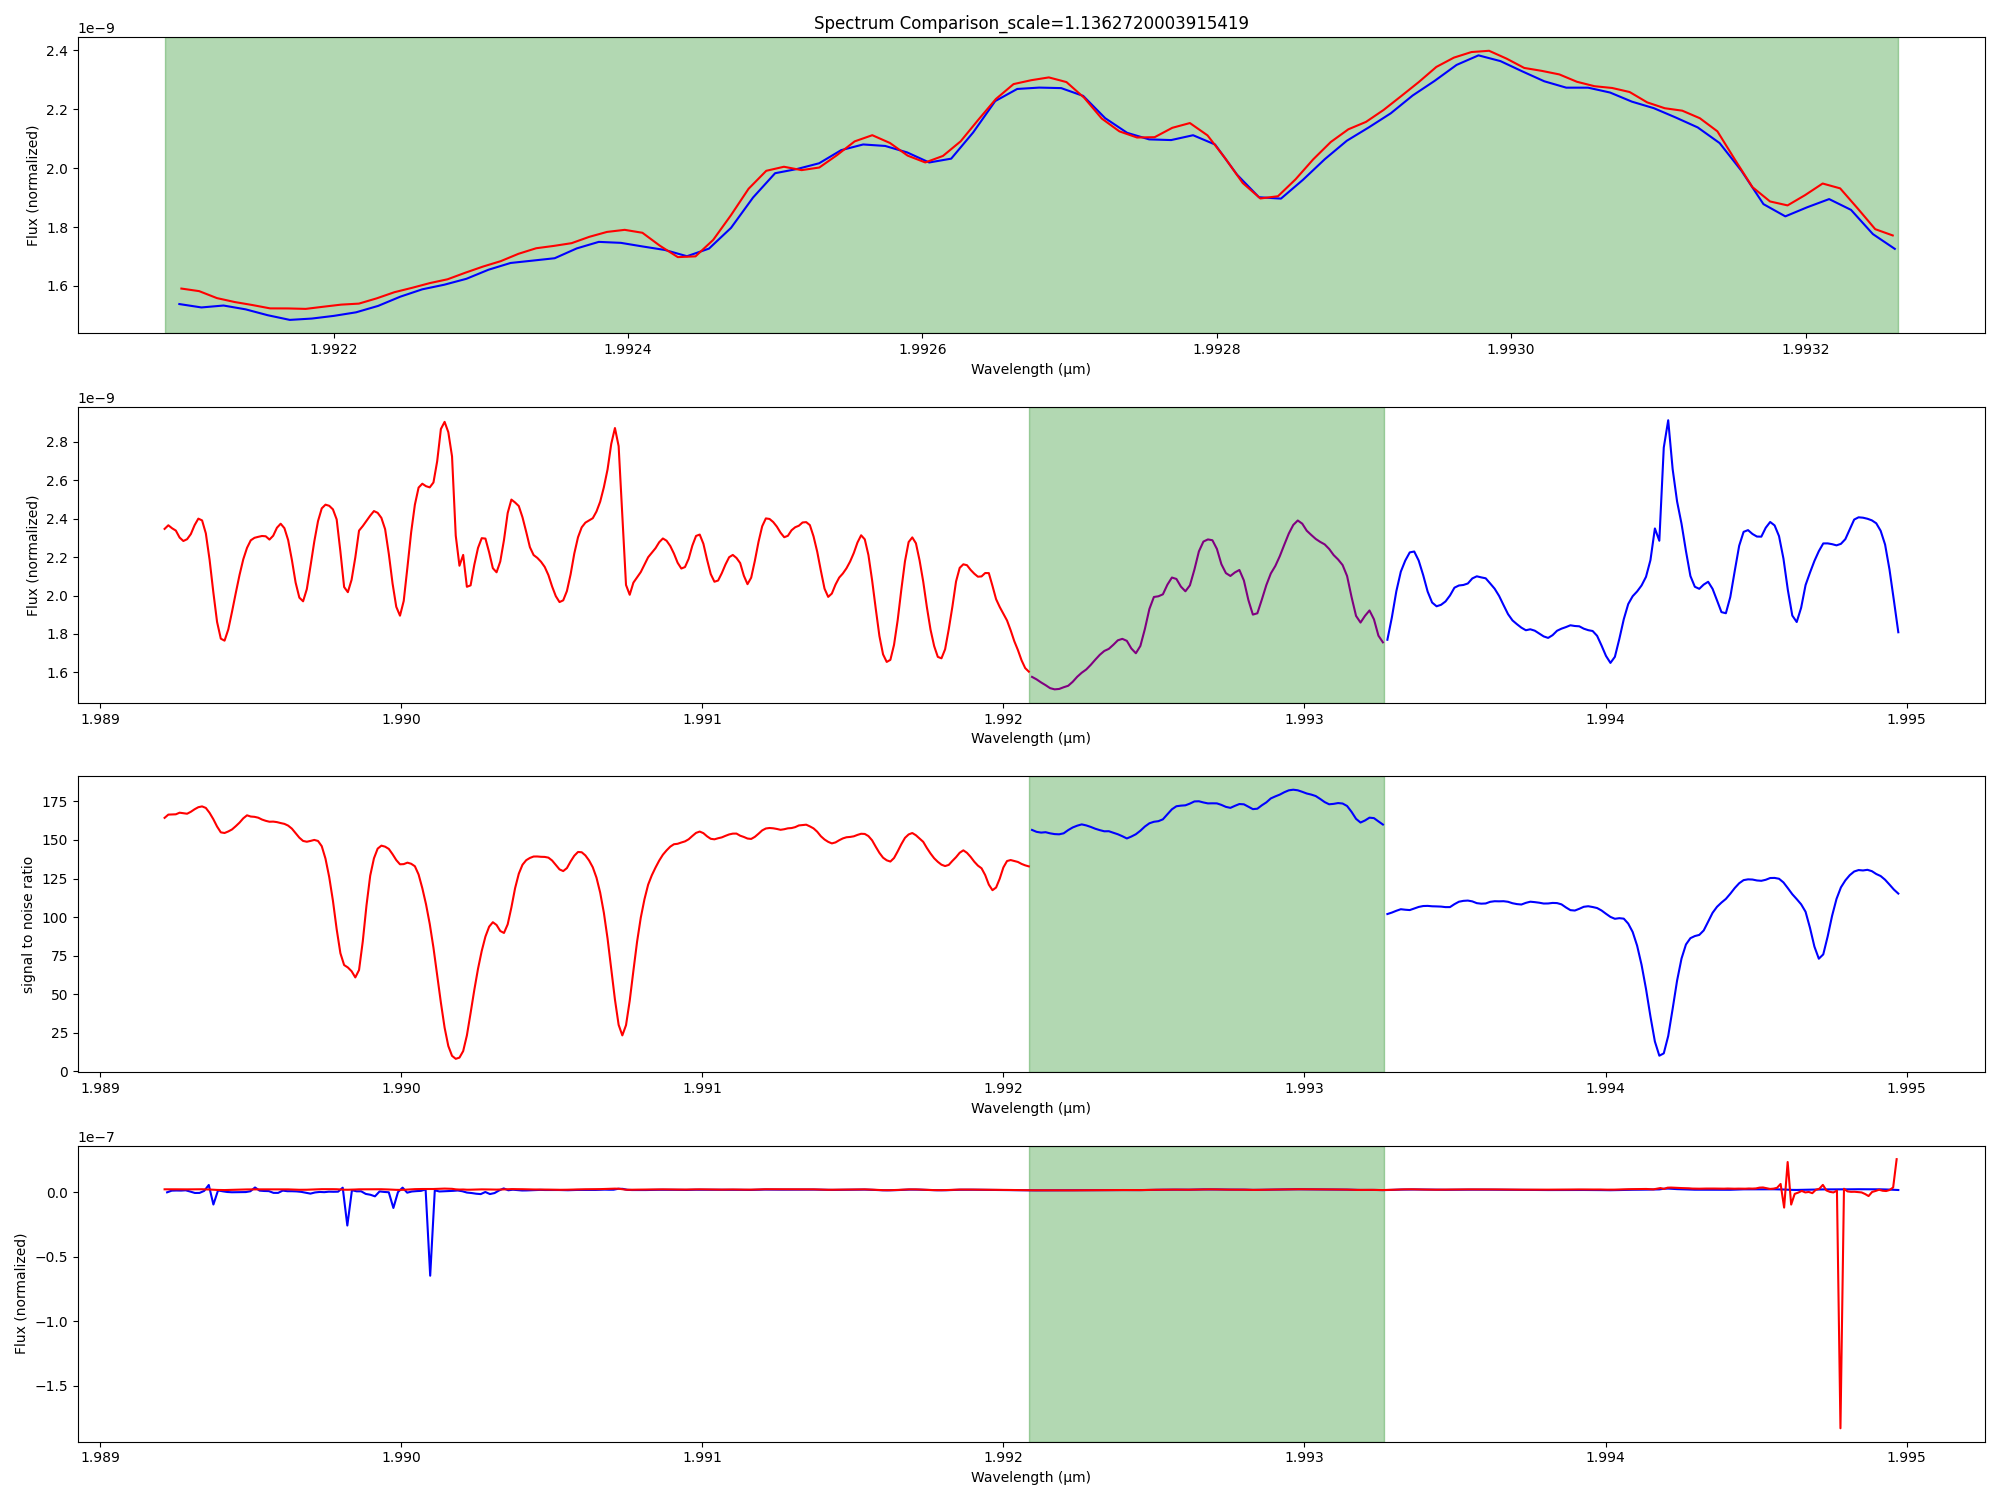 Spectrum Comparison_scale=1.1362720003915419
1e−9
2.4
2.2
2.0
1.8
1.6
Flux (normalized)
1.9922 1.9924 1.9926 1.9928 1.9930 1.9932
Wavelength (μm)
1e−9
2.8
2.6
2.4
2.2
2.0
1.8
1.6
Flux (normalized)
1.989 1.990 1.991 1.992 1.993 1.994 1.995
Wavelength (μm)
175
150
125
100
75
50
25
0
signal to noise ratio
1.989 1.990 1.991 1.992 1.993 1.994 1.995
Wavelength (μm)
1e−7
0.0
−0.5
−1.0
−1.5
Flux (normalized)
1.989 1.990 1.991 1.992 1.993 1.994 1.995
Wavelength (μm)